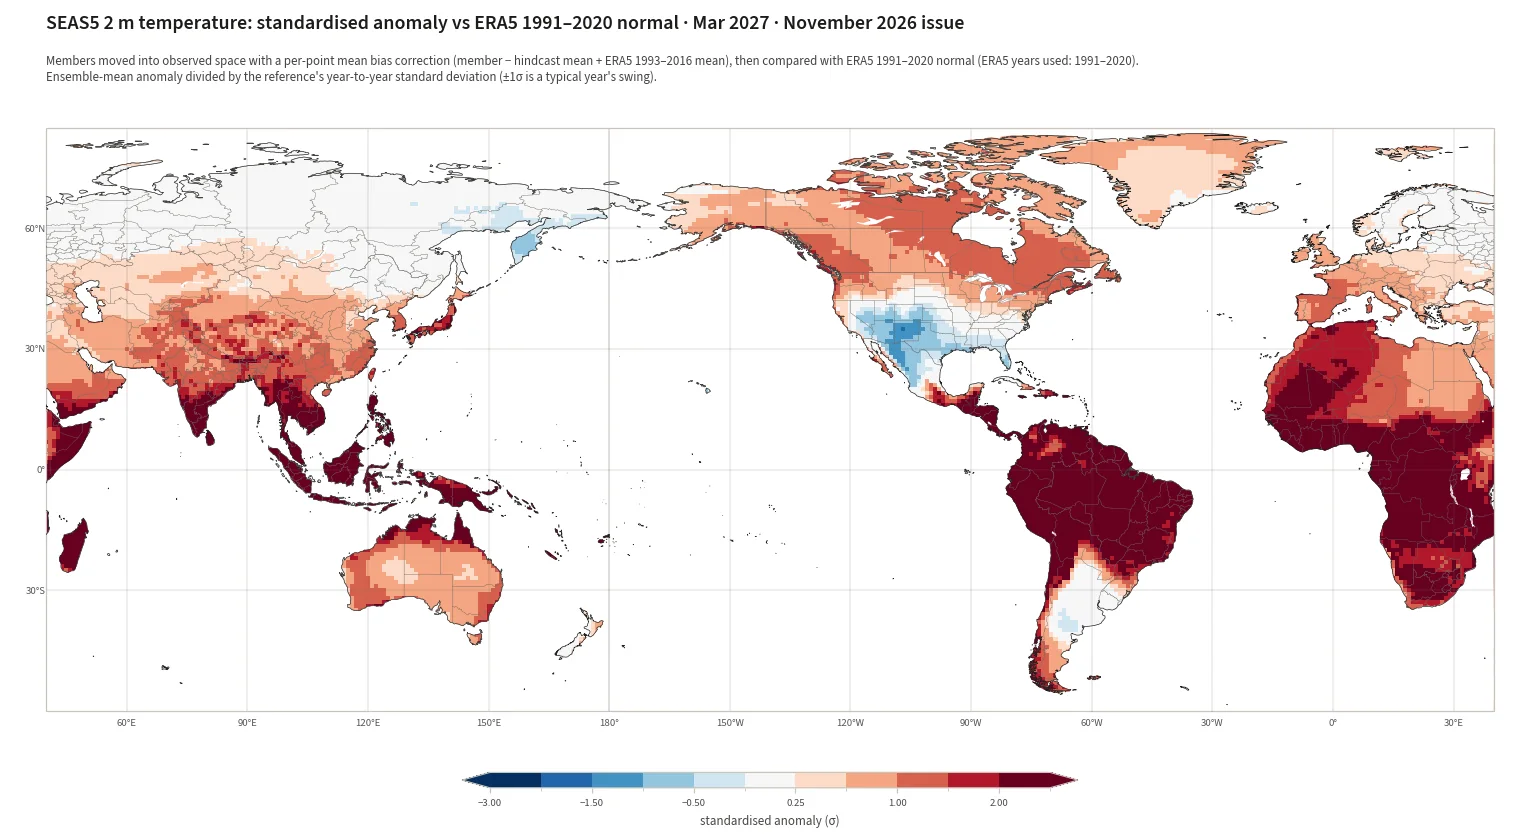 SEAS5 2 m temperature: standardised anomaly vs ERA5 1991–2020 normal · Mar 2027 · November 2026 issue
Members moved into observed space with a per-point mean bias correction (member − hindcast mean + ERA5 1993–2016 mean), then compared with ERA5 1991–2020 normal (ERA5 years used: 1991–2020).
Ensemble-mean anomaly divided by the reference's year-to-year standard deviation (±1σ is a typical year's swing).
60°N
30°N
0°
30°S
60°E 90°E 120°E 150°E 180° 150°W 120°W 90°W 60°W 30°W 0° 30°E
−3.00 −1.50 −0.50 0.25 1.00 2.00
standardised anomaly (σ)